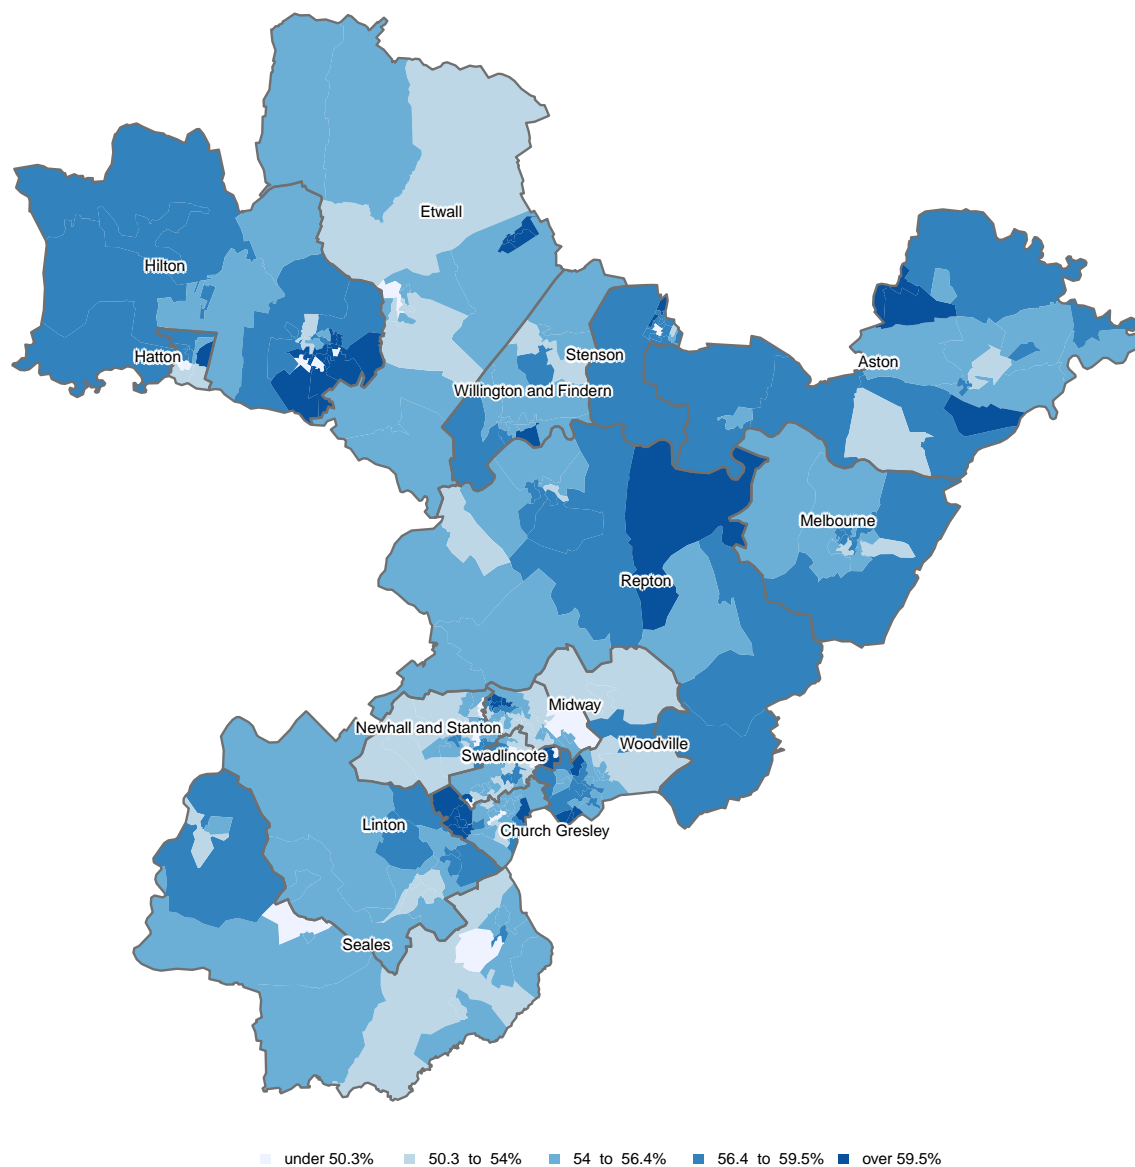 Etwall
Hilton
Hatton
Stenson
Aston
Willington and Findern
Melbourne
Repton
Midway
Newhall and Stanton
Woodville
Swadlincote
Linton
Church Gresley
Seales
under 50.3% 50.3 to 54% 54 to 56.4% 56.4 to 59.5% over 59.5%